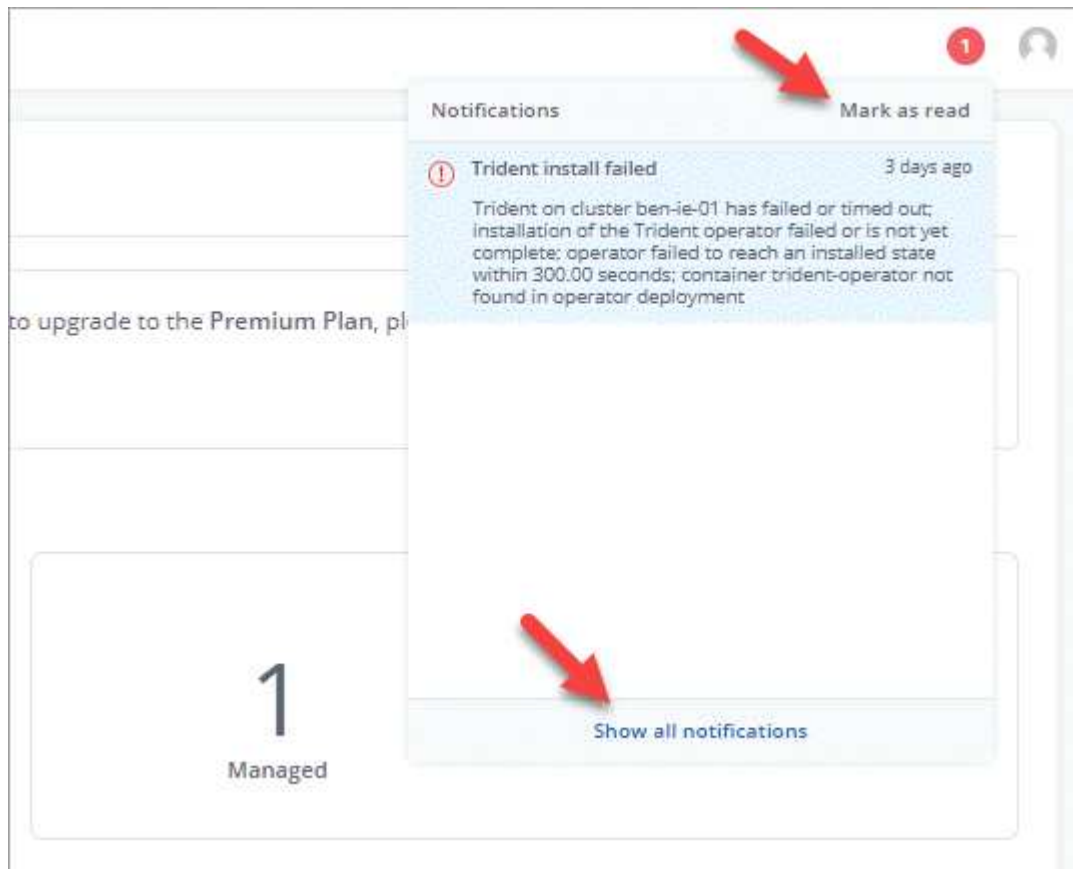 1
Notifications
Mark as read
Trident install failed
3 days ago
Trident on cluster ben-ie-01 has failed or timed out;
installation of the Trident operator failed or is not yet
complete; operator failed to reach an installed state
within 300.00 seconds; container trident-operator not
found in operator deployment
to upgrade to the Premium Plan, pl
Show all notifications
1
Managed